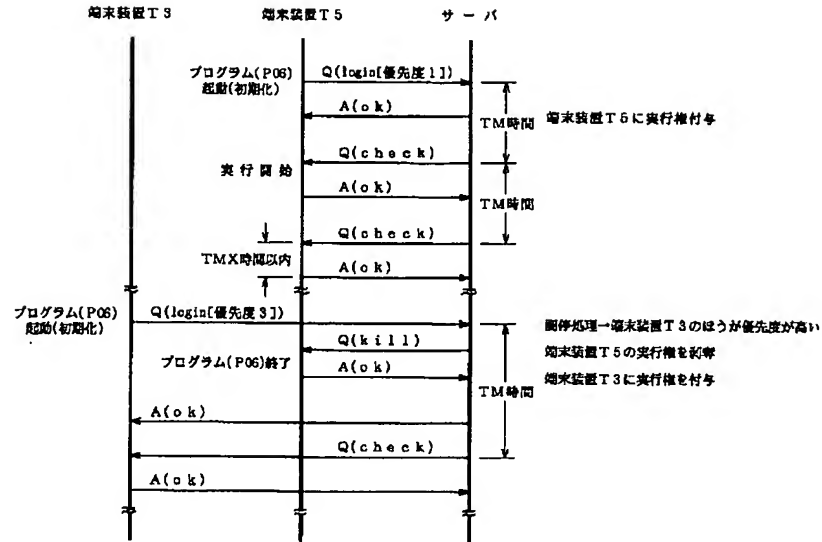 端末装置T3 端末装置T5 サーバ
プログラム(P06)
起動(初期化)
Q(login[優先度1])
A(ok)
TM時間
端末装置T5に実行権付与
Q(check)
実行開始
A(ok)
TM時間
Q(check)
TMX時間以内
A(ok)
プログラム(P06)
起動(初期化)
Q(login[優先度3])
調停処理→端末装置T3のほうが優先度が高い
Q(kill)
端末装置T5の実行権を剥奪
プログラム(P06)終了
A(ok)
端末装置T3に実行権を付与
TM時間
A(ok)
Q(check)
A(ok)